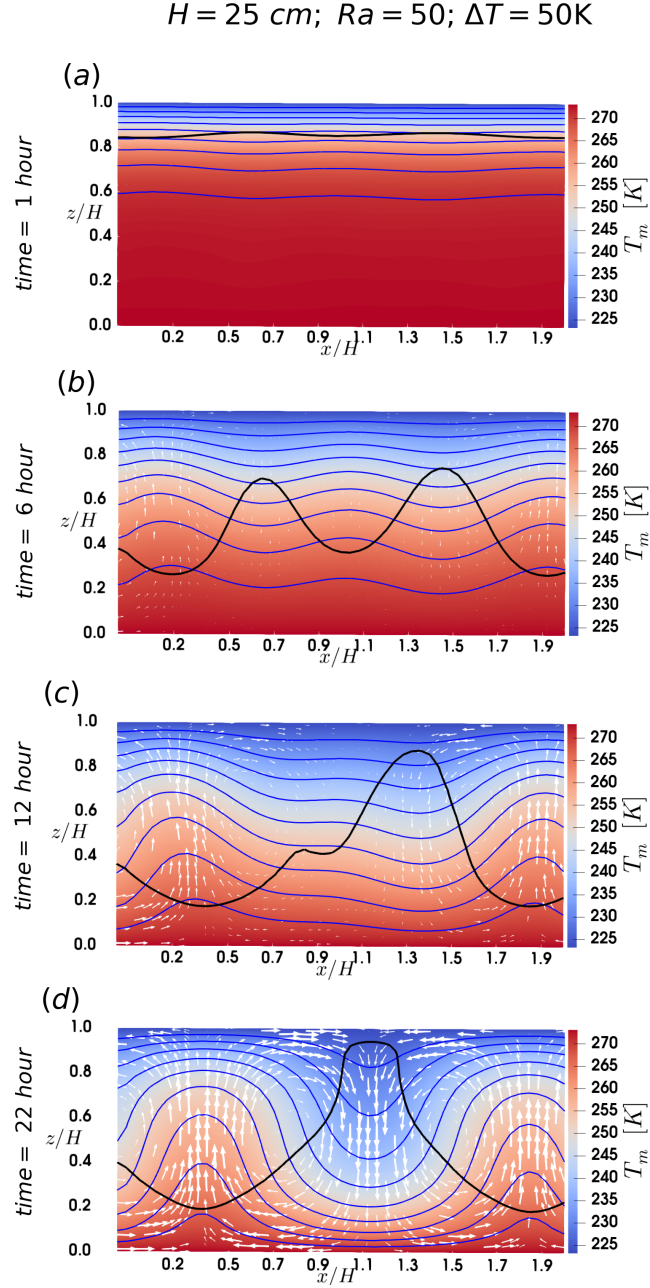 H = 25 cm; Ra = 50; ΔT = 50K
(a)
time= 1 hour
z/H
1.0
0.8
0.6
0.4
0.2
0.0
0.2 0.5 0.6 0.9 1.1 1.3 1.5 1.7 1.9
x/H
270
265
260
255
250
245
240
235
230
225
T_m [K]
(b)
time= 6 hour
z/H
1.0
0.8
0.6
0.4
0.2
0.0
0.2 0.5 0.6 0.9 1.1 1.3 1.5 1.7 1.9
x/H
270
265
260
255
250
245
240
235
230
225
T_m [K]
(c)
time= 12 hour
z/H
1.0
0.8
0.6
0.4
0.2
0.0
0.2 0.5 0.6 0.9 1.1 1.3 1.5 1.7 1.9
x/H
270
265
260
255
250
245
240
235
230
225
T_m [K]
(d)
time= 22 hour
z/H
1.0
0.8
0.6
0.4
0.2
0.0
0.2 0.5 0.6 0.9 1.1 1.3 1.5 1.7 1.9
x/H
270
265
260
255
250
245
240
235
230
225
T_m [K]